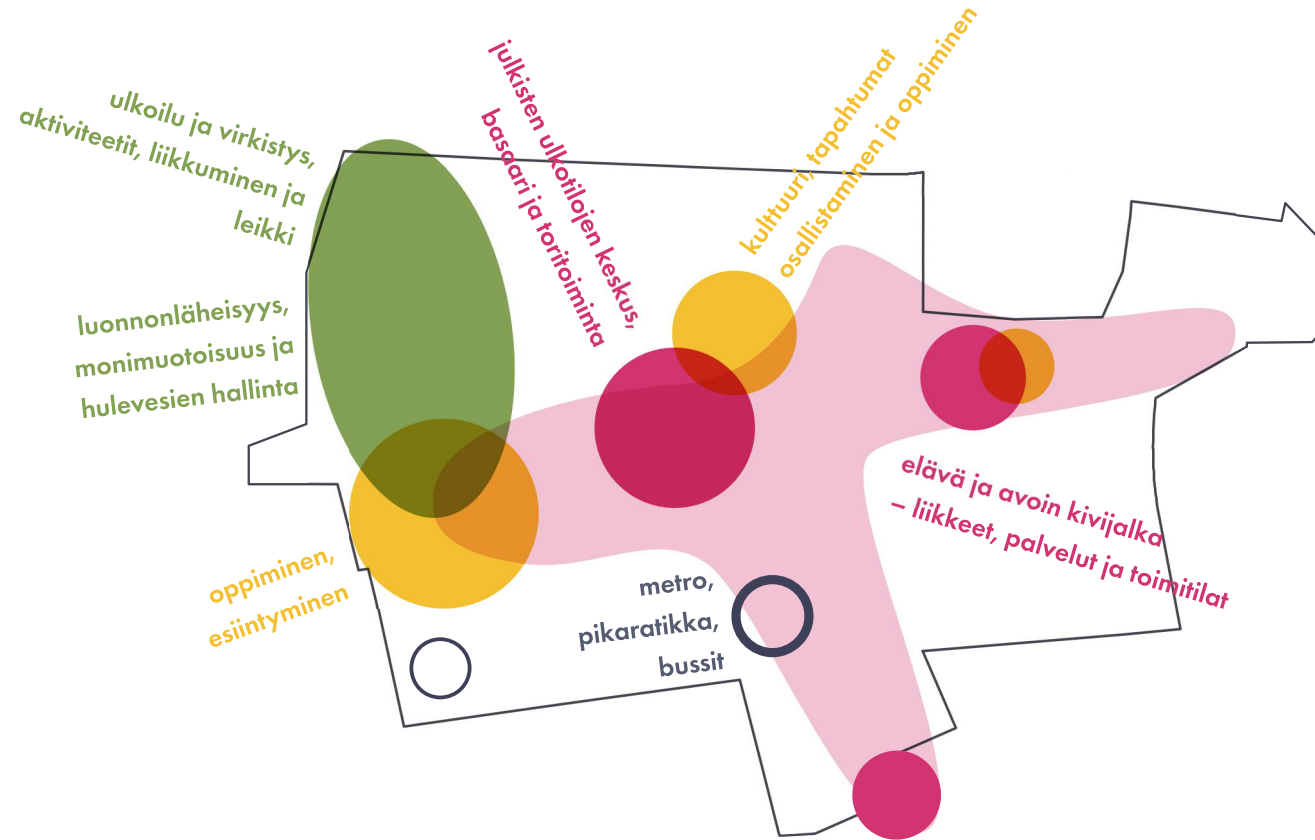 ulkoilu ja virkistys,
aktiviteetit, liikkuminen ja
leikki
luonnonläheisyys,
monimuotoisuus ja
hulevesien hallinta
julkisten ulkotilojen keskus,
basaari ja toritoiminta
kulttuuri, tapahtumat
osallistaminen ja oppiminen
elävä ja avoin kivijalka
– liikkeet, palvelut ja toimitilat
oppiminen,
esiintyminen
metro,
pikaratikka,
bussit